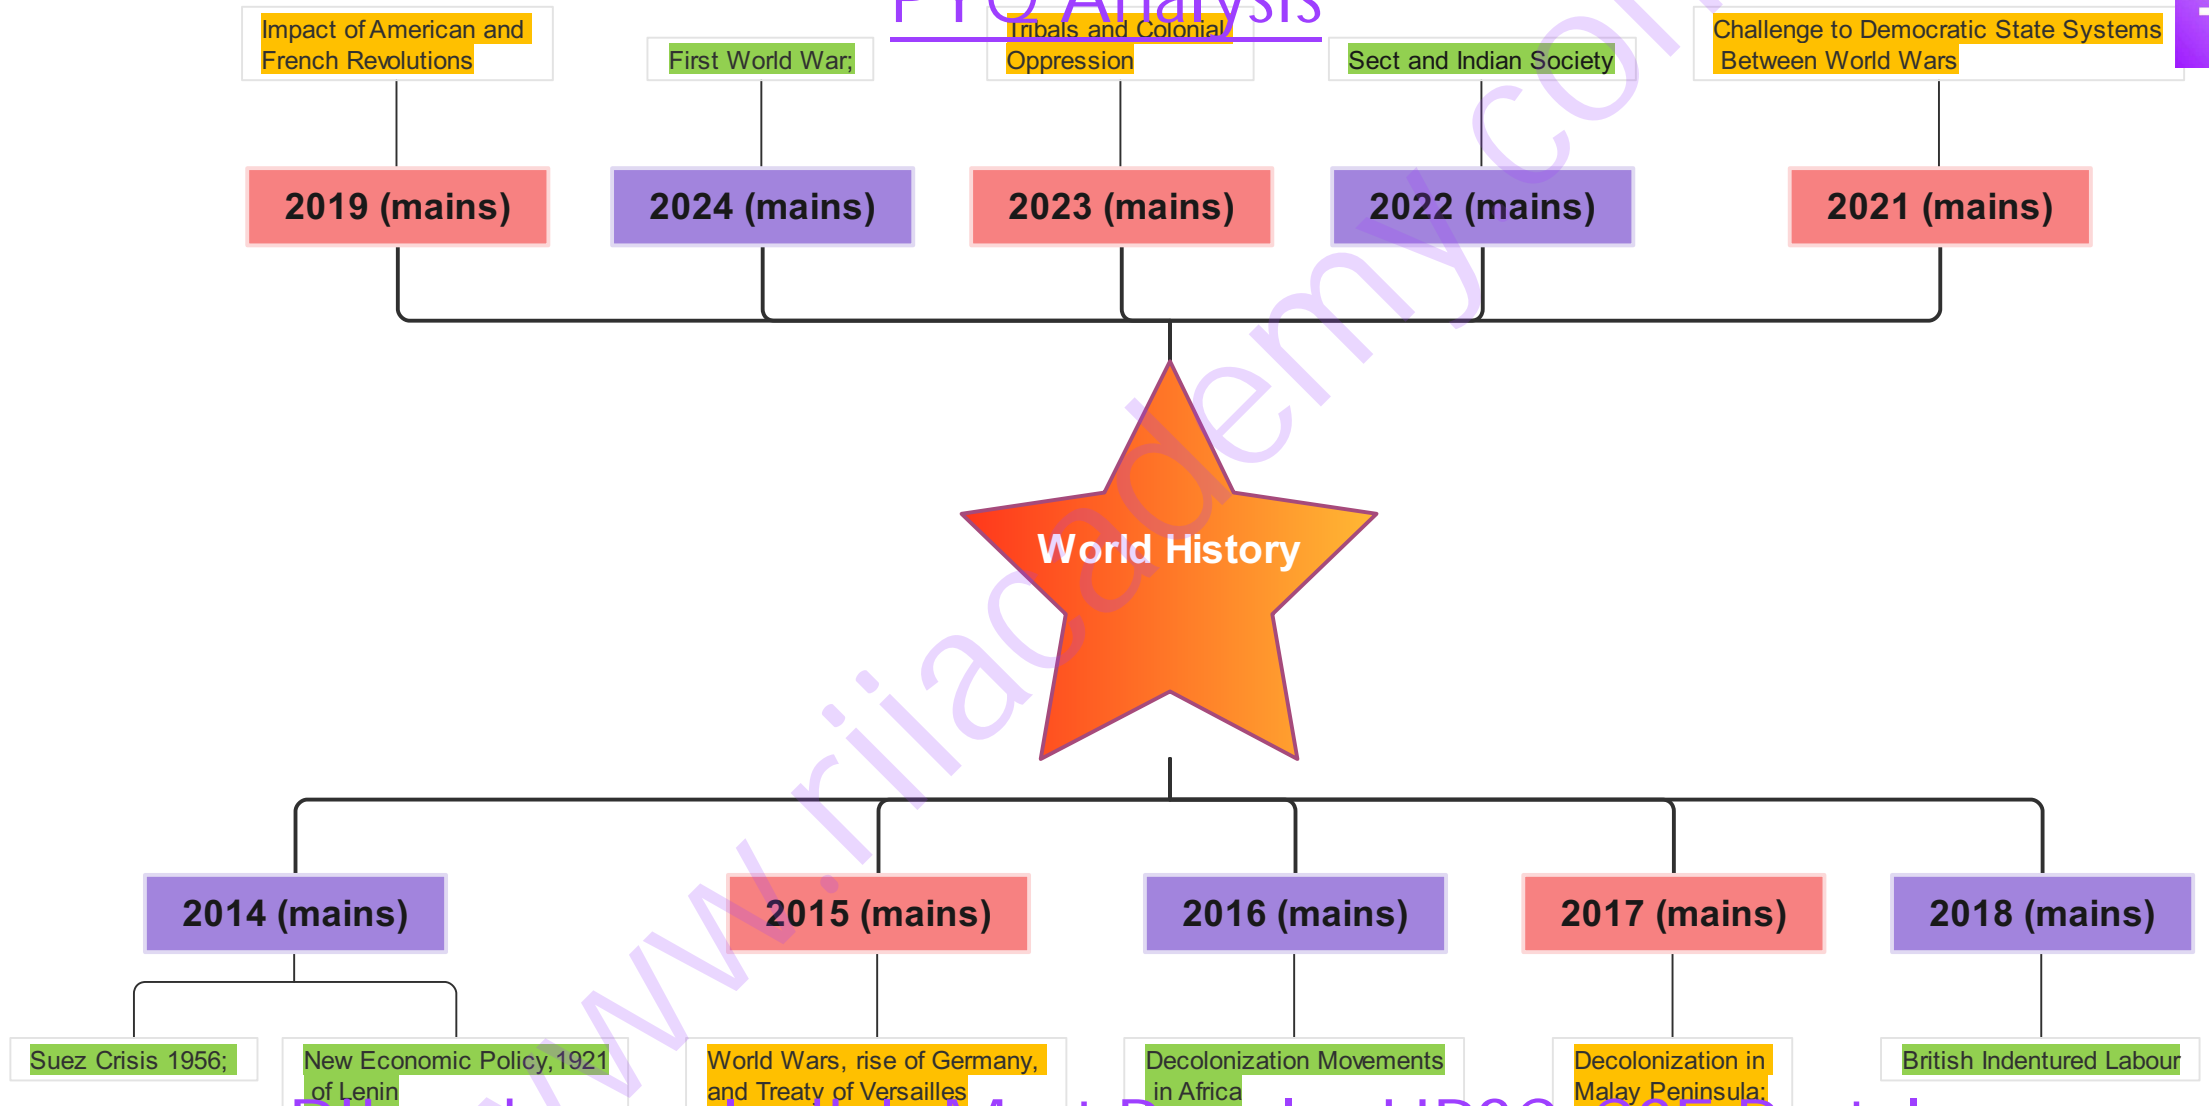 PYQ Analysis
Impact of American and
French Revolutions
First World War;
Tribals and Colonial
Oppression
Sect and Indian Society
Challenge to Democratic State Systems
Between World Wars
2019 (mains)
2024 (mains)
2023 (mains)
2022 (mains)
2021 (mains)
World History
2014 (mains)
2015 (mains)
2016 (mains)
2017 (mains)
2018 (mains)
Suez Crisis 1956;
New Economic Policy,1921
of Lenin
World Wars, rise of Germany,
and Treaty of Versailles
Decolonization Movements
in Africa
Decolonization in
Malay Peninsula;
British Indentured Labour